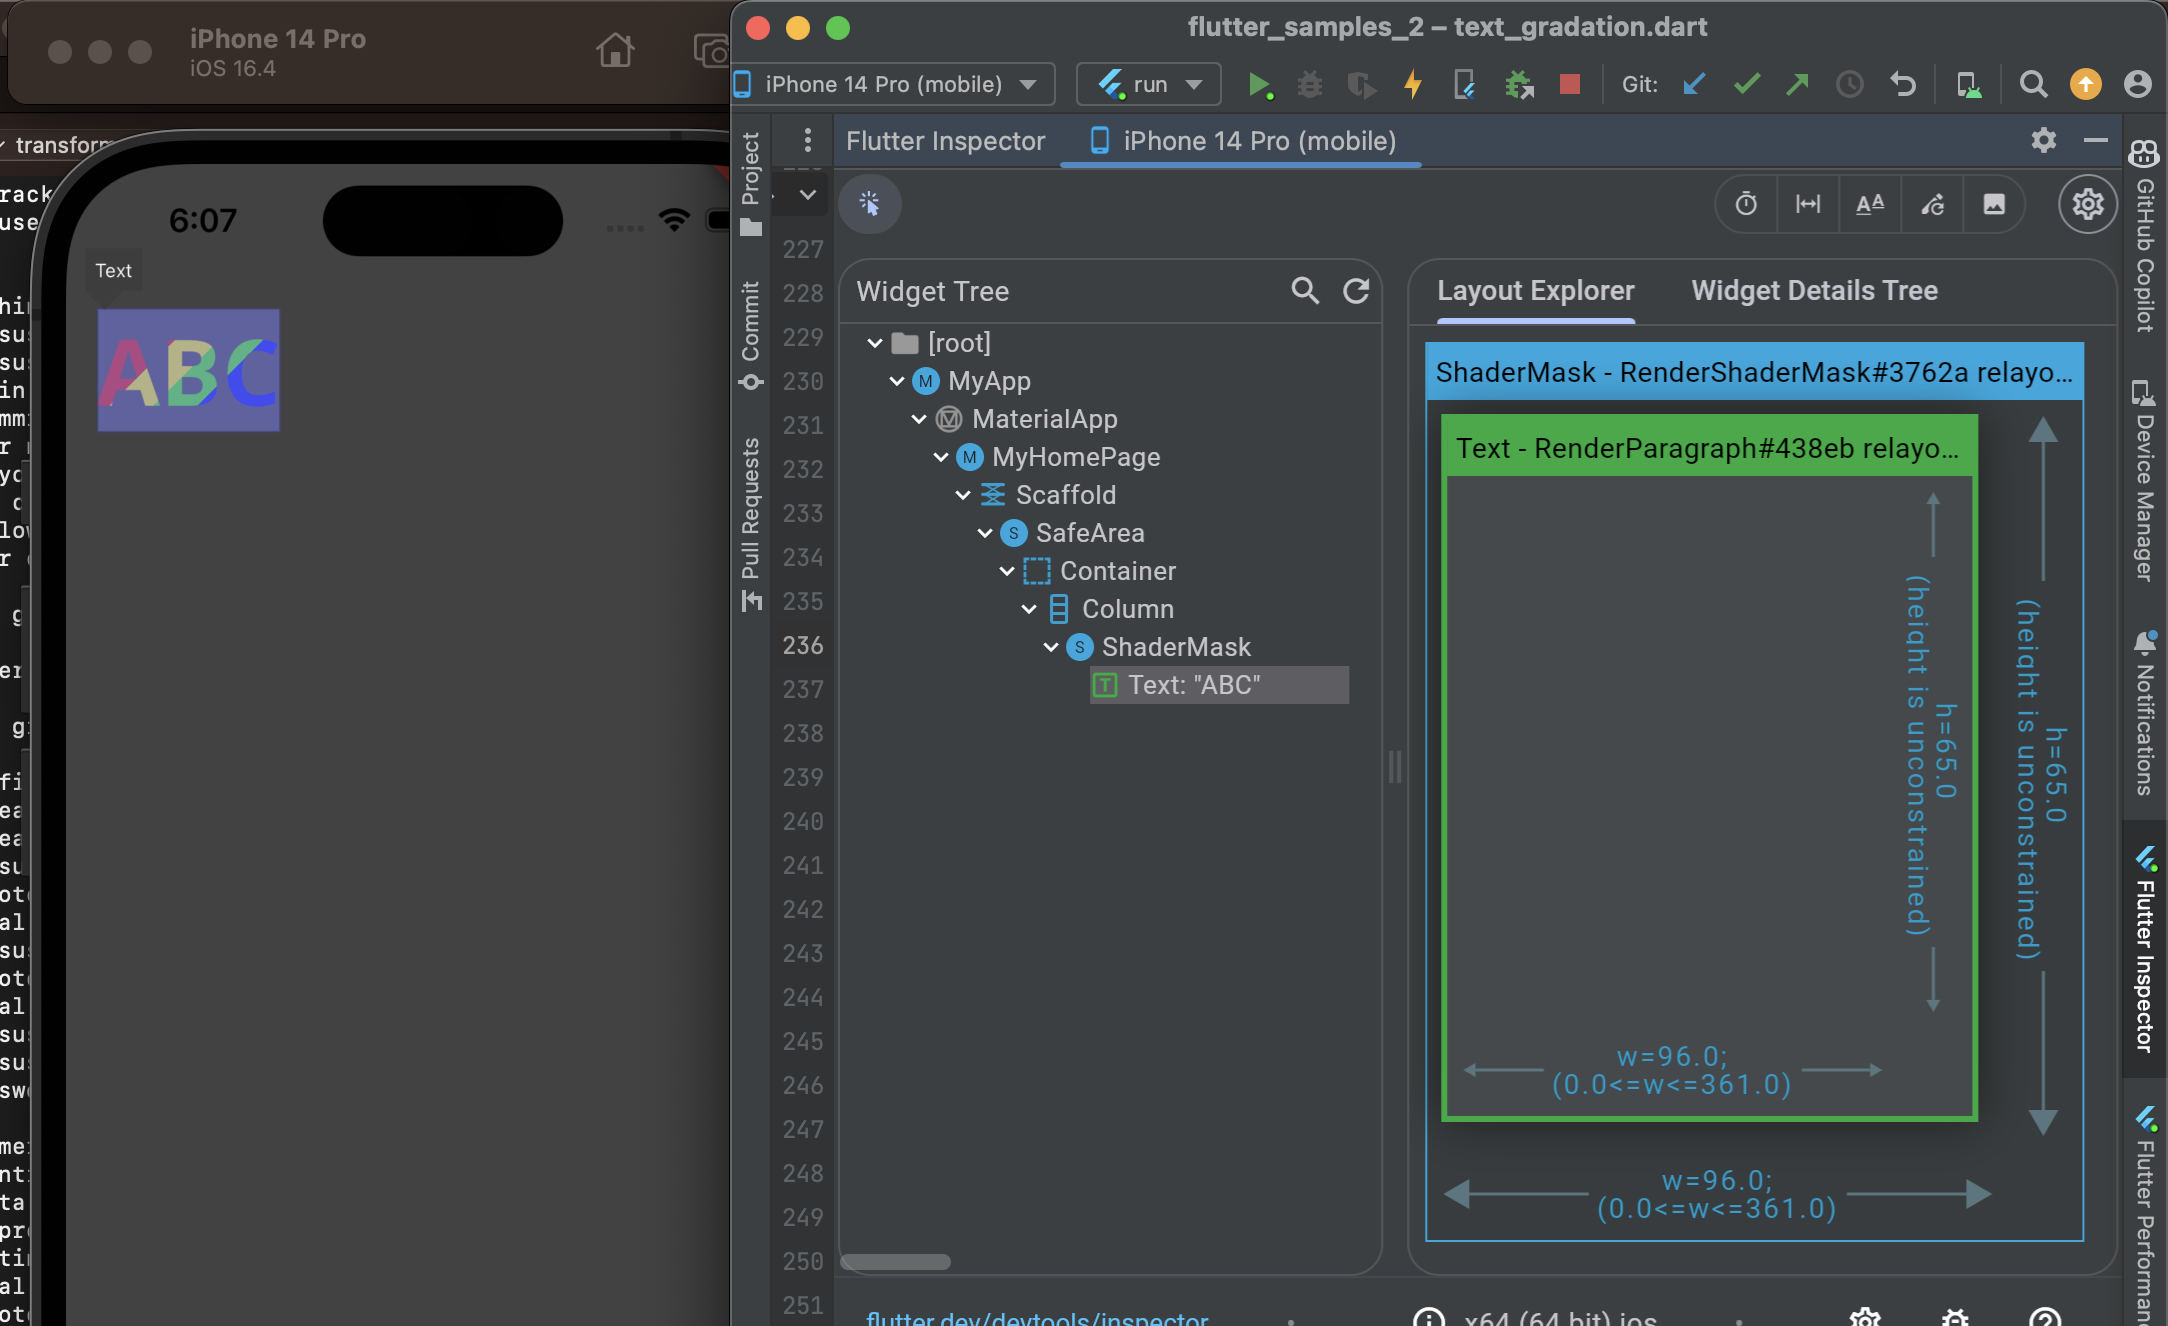 iPhone 14 Pro
iOS 16.4
transform
rack
use
6:07
Text
ABC
flutter_samples_2 – text_gradation.dart
iPhone 14 Pro (mobile)
run
Git:
Flutter Inspector
iPhone 14 Pro (mobile)
Project
Commit
Pull Requests
227
228
229
230
231
232
233
234
235
236
237
238
239
240
241
242
243
244
245
246
247
248
249
250
251
Widget Tree
[root]
MyApp
MaterialApp
MyHomePage
Scaffold
SafeArea
Container
Column
ShaderMask
Text: "ABC"
Layout Explorer
Widget Details Tree
ShaderMask - RenderShaderMask#3762a relayo...
Text - RenderParagraph#438eb relayo...
h=65.0
(height is unconstrained)
h=65.0
(height is unconstrained)
w=96.0;
(0.0<=w<=361.0)
w=96.0;
(0.0<=w<=361.0)
flutter.dev/devtools/inspector
x64 (64 bit) ios
GitHub Copilot
Device Manager
Notifications
Flutter Inspector
Flutter Performan